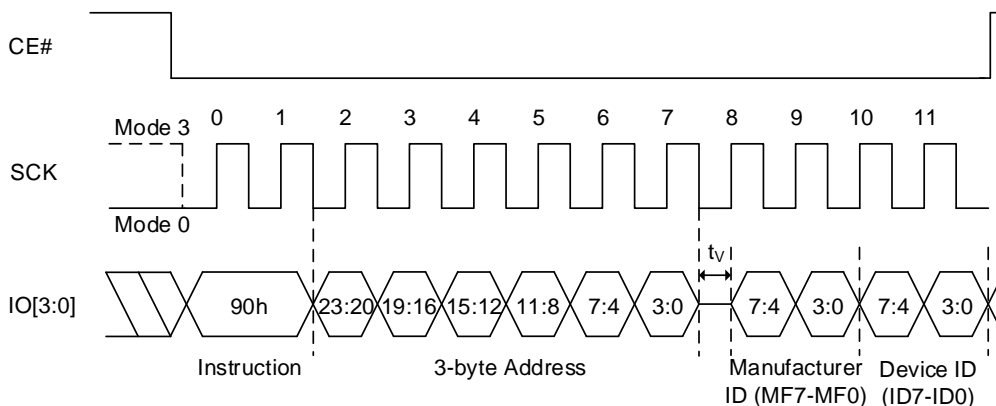 CE#
0 1 2 3 4 5 6 7 8 9 10 11
Mode 3
SCK
Mode 0
tV
IO[3:0] 90h 23:20 19:16 15:12 11:8 7:4 3:0 7:4 3:0 7:4 3:0
Instruction 3-byte Address Manufacturer Device ID
ID (MF7-MF0) (ID7-ID0)